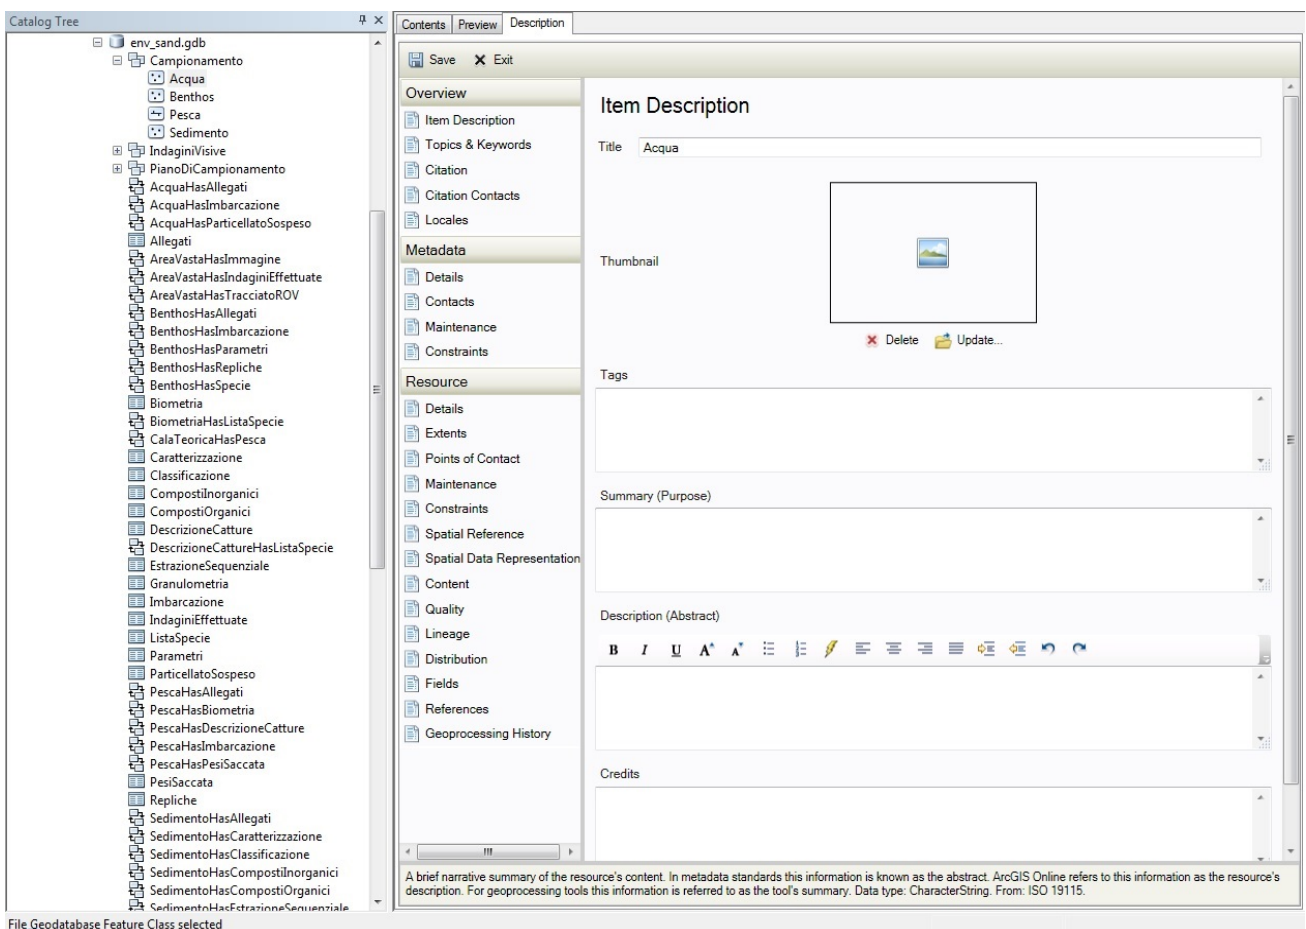 Catalog Tree
env_sand.gdb
Campionamento
Acqua
Benthos
Pesca
Sedimento
IndaginiVisive
PianoDiCampionamento
AcquaHasAllegati
AcquaHasImbarcazione
AcquaHasParticellatoSospeso
Allegati
AreaVastaHasImmagine
AreaVastaHasIndaginiEffettuate
AreaVastaHasTracciatoROV
BenthosHasAllegati
BenthosHasImbarcazione
BenthosHasParametri
BenthosHasRepliche
BenthosHasSpecie
Biometria
BiometriaHasListaSpecie
CalaTeoricaHasPesca
Caratterizzazione
Classificazione
CompostiInorganici
CompostiOrganici
DescrizioneCatture
DescrizioneCattureHasListaSpecie
EstrazioneSequenziale
Granulometria
Imbarcazione
IndaginiEffettuate
ListaSpecie
Parametri
ParticellatoSospeso
PescaHasAllegati
PescaHasBiometria
PescaHasDescrizioneCatture
PescaHasImbarcazione
PescaHasPesiSaccata
PesiSaccata
Repliche
SedimentoHasAllegati
SedimentoHasCaratterizzazione
SedimentoHasClassificazione
SedimentoHasCompostiInorganici
SedimentoHasCompostiOrganici
SedimentoHasEstrazioneSequenziale
File Geodatabase Feature Class selected
Contents Preview Description
Save Exit
Overview
Item Description
Topics & Keywords
Citation
Citation Contacts
Locales
Metadata
Details
Contacts
Maintenance
Constraints
Resource
Details
Extents
Points of Contact
Maintenance
Constraints
Spatial Reference
Spatial Data Representation
Content
Quality
Lineage
Distribution
Fields
References
Geoprocessing History
Item Description
Title Acqua
Thumbnail
Delete Update...
Tags
Summary (Purpose)
Description (Abstract)
B I U A A
Credits
A brief narrative summary of the resource's content. In metadata standards this information is known as the abstract. ArcGIS Online refers to this information as the resource's
description. For geoprocessing tools this information is referred to as the tool's summary. Data type: CharacterString. From: ISO 19115.